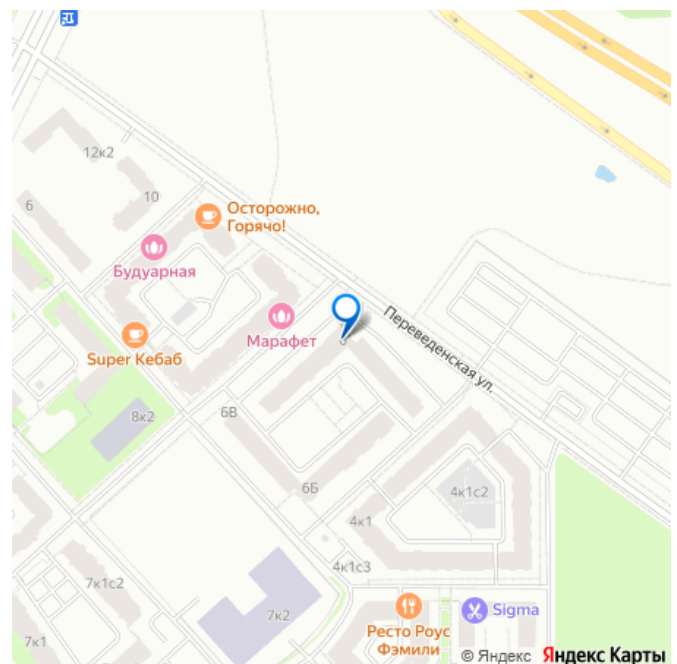 12к2
10
6
Осторожно,
Горячо!
Будуарная
Марафет
Переведенская ул.
Super Кебаб
8к2
6В
6Б
4к1с2
4к1
4к1с3
7к1с2
7к2
7к1
Ресто Роус
Фэмили
Sigma
© Яндекс Яндекс Карты